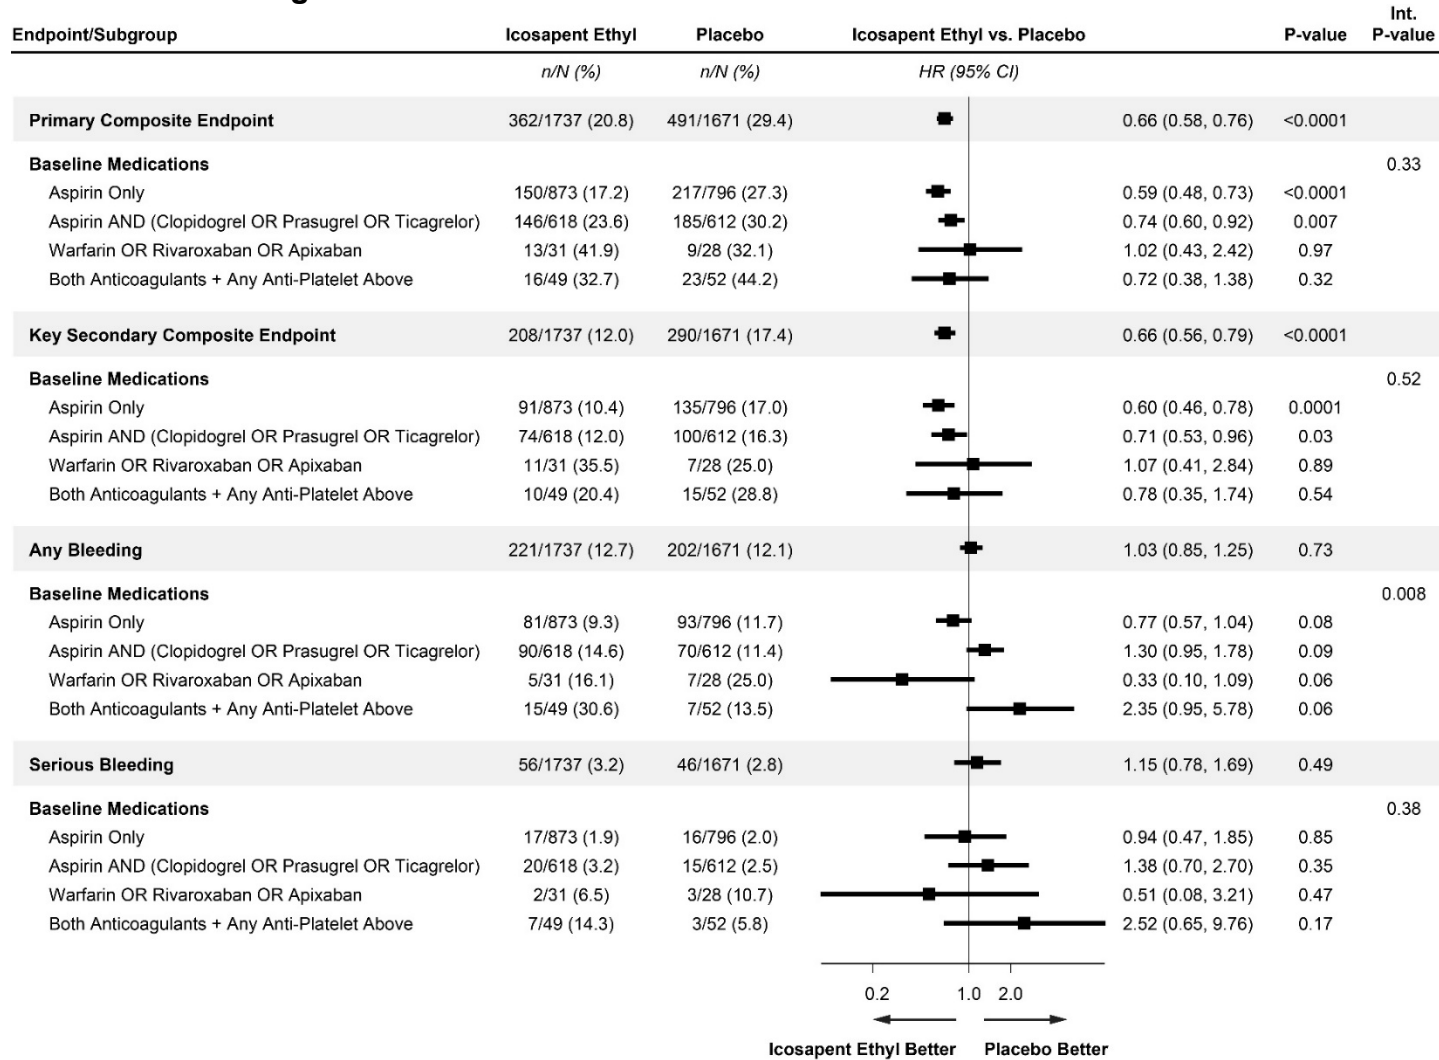 Int.
Endpoint/Subgroup Icosapent Ethyl Placebo Icosapent Ethyl vs. Placebo P-value P-value
n/N (%) n/N (%) HR (95% CI)
Primary Composite Endpoint 362/1737 (20.8) 491/1671 (29.4) 0.66 (0.58, 0.76) <0.0001
Baseline Medications 0.33
Aspirin Only 150/873 (17.2) 217/796 (27.3) 0.59 (0.48, 0.73) <0.0001
Aspirin AND (Clopidogrel OR Prasugrel OR Ticagrelor) 146/618 (23.6) 185/612 (30.2) 0.74 (0.60, 0.92) 0.007
Warfarin OR Rivaroxaban OR Apixaban 13/31 (41.9) 9/28 (32.1) 1.02 (0.43, 2.42) 0.97
Both Anticoagulants + Any Anti-Platelet Above 16/49 (32.7) 23/52 (44.2) 0.72 (0.38, 1.38) 0.32
Key Secondary Composite Endpoint 208/1737 (12.0) 290/1671 (17.4) 0.66 (0.56, 0.79) <0.0001
Baseline Medications 0.52
Aspirin Only 91/873 (10.4) 135/796 (17.0) 0.60 (0.46, 0.78) 0.0001
Aspirin AND (Clopidogrel OR Prasugrel OR Ticagrelor) 74/618 (12.0) 100/612 (16.3) 0.71 (0.53, 0.96) 0.03
Warfarin OR Rivaroxaban OR Apixaban 11/31 (35.5) 7/28 (25.0) 1.07 (0.41, 2.84) 0.89
Both Anticoagulants + Any Anti-Platelet Above 10/49 (20.4) 15/52 (28.8) 0.78 (0.35, 1.74) 0.54
Any Bleeding 221/1737 (12.7) 202/1671 (12.1) 1.03 (0.85, 1.25) 0.73
Baseline Medications 0.008
Aspirin Only 81/873 (9.3) 93/796 (11.7) 0.77 (0.57, 1.04) 0.08
Aspirin AND (Clopidogrel OR Prasugrel OR Ticagrelor) 90/618 (14.6) 70/612 (11.4) 1.30 (0.95, 1.78) 0.09
Warfarin OR Rivaroxaban OR Apixaban 5/31 (16.1) 7/28 (25.0) 0.33 (0.10, 1.09) 0.06
Both Anticoagulants + Any Anti-Platelet Above 15/49 (30.6) 7/52 (13.5) 2.35 (0.95, 5.78) 0.06
Serious Bleeding 56/1737 (3.2) 46/1671 (2.8) 1.15 (0.78, 1.69) 0.49
Baseline Medications 0.38
Aspirin Only 17/873 (1.9) 16/796 (2.0) 0.94 (0.47, 1.85) 0.85
Aspirin AND (Clopidogrel OR Prasugrel OR Ticagrelor) 20/618 (3.2) 15/612 (2.5) 1.38 (0.70, 2.70) 0.35
Warfarin OR Rivaroxaban OR Apixaban 2/31 (6.5) 3/28 (10.7) 0.51 (0.08, 3.21) 0.47
Both Anticoagulants + Any Anti-Platelet Above 7/49 (14.3) 3/52 (5.8) 2.52 (0.65, 9.76) 0.17
0.2 1.0 2.0
Icosapent Ethyl Better Placebo Better